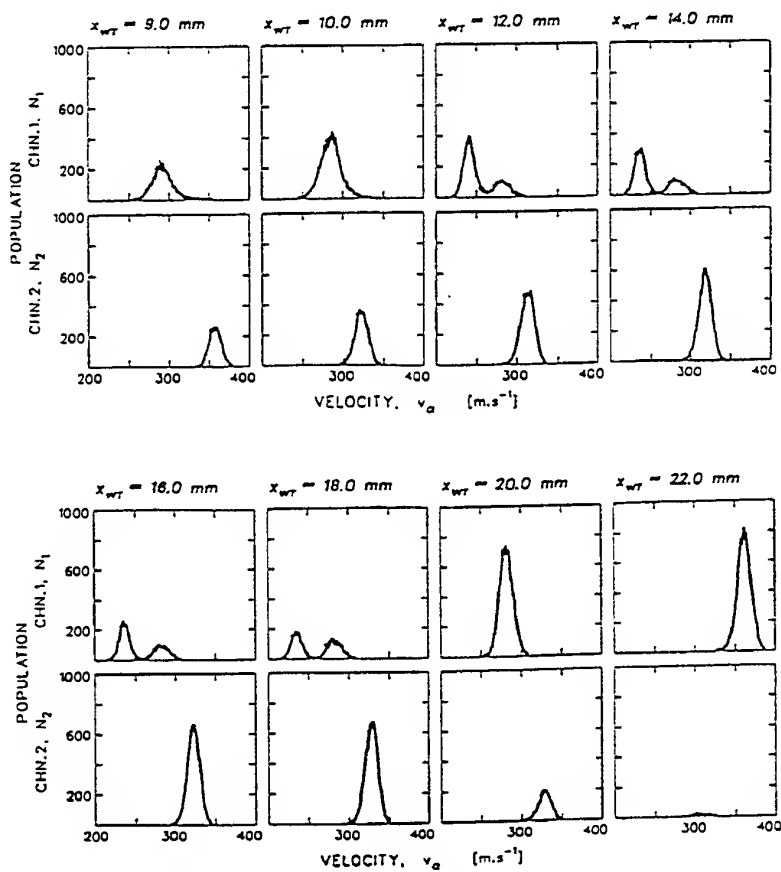 x_WT = 9.0 mm x_WT = 10.0 mm x_WT = 12.0 mm x_WT = 14.0 mm
1000
600
200
CHN.1, N₁
POPULATION
1000
600
200
CHN.2, N₂
200 300 400 300 400 300 400 300 400
VELOCITY, v_a [m.s⁻¹]
x_WT = 16.0 mm x_WT = 18.0 mm x_WT = 20.0 mm x_WT = 22.0 mm
1000
600
200
CHN.1, N₁
POPULATION
1000
600
200
CHN.2, N₂
200 300 400 300 400 300 400 300 400
VELOCITY, v_a [m.s⁻¹]